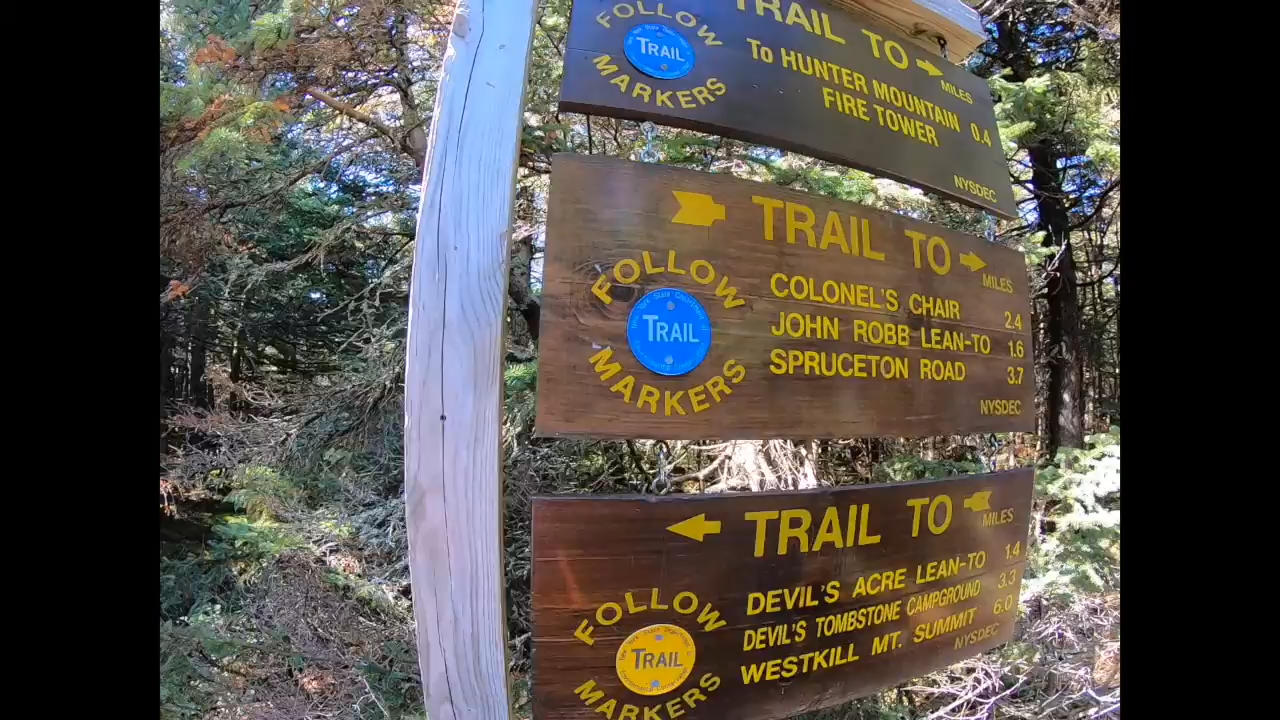 TRAIL TO
MILES
FOLLOW
TRAIL
MARKERS
To HUNTER MOUNTAIN
FIRE TOWER 0.4
NYSDEC
TRAIL TO
MILES
FOLLOW
TRAIL
MARKERS
COLONEL'S CHAIR 2.4
JOHN ROBB LEAN-TO 1.6
SPRUCETON ROAD 3.7
NYSDEC
TRAIL TO
MILES
FOLLOW
TRAIL
MARKERS
DEVIL'S ACRE LEAN-TO 1.4
DEVIL'S TOMBSTONE CAMPGROUND 3.3
WESTKILL MT. SUMMIT 6.0
NYSDEC